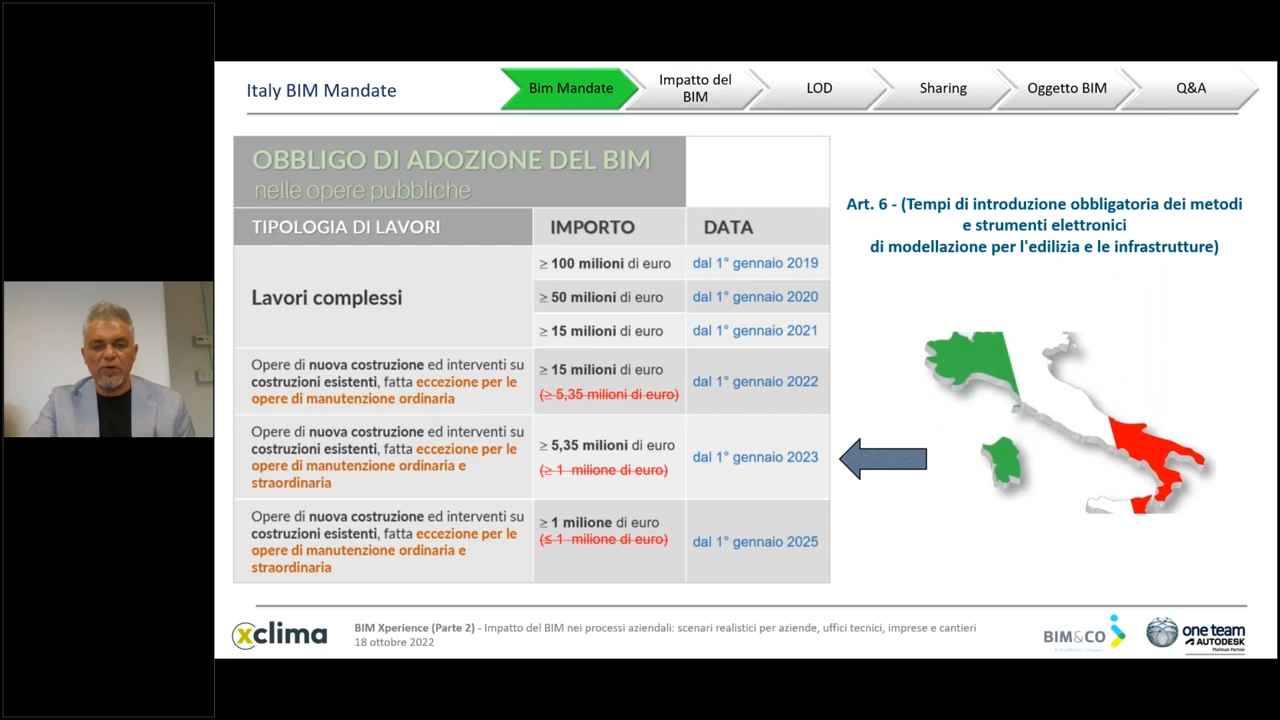 Italy BIM Mandate
Bim Mandate
Impatto del
BIM
LOD
Sharing
Oggetto BIM
Q&A
OBBLIGO DI ADOZIONE DEL BIM
nelle opere pubbliche
TIPOLOGIA DI LAVORI
IMPORTO
DATA
Lavori complessi
≥ 100 milioni di euro
dal 1° gennaio 2019
≥ 50 milioni di euro
dal 1° gennaio 2020
≥ 15 milioni di euro
dal 1° gennaio 2021
Opere di nuova costruzione ed interventi su
costruzioni esistenti, fatta eccezione per le
opere di manutenzione ordinaria
≥ 15 milioni di euro
(≥ 5,35 milioni di euro)
dal 1° gennaio 2022
Opere di nuova costruzione ed interventi su
costruzioni esistenti, fatta eccezione per le
opere di manutenzione ordinaria e
straordinaria
≥ 5,35 milioni di euro
(≥ 1 milione di euro)
dal 1° gennaio 2023
Opere di nuova costruzione ed interventi su
costruzioni esistenti, fatta eccezione per le
opere di manutenzione ordinaria e
straordinaria
≥ 1 milione di euro
(≤ 1 milione di euro)
dal 1° gennaio 2025
Art. 6 - (Tempi di introduzione obbligatoria dei metodi
e strumenti elettronici
di modellazione per l'edilizia e le infrastrutture)
xclima
BIM Xperience (Parte 2) - Impatto del BIM nei processi aziendali: scenari realistici per aziende, uffici tecnici, imprese e cantieri
18 ottobre 2022
BIM&CO
one team
AUTODESK
Platinum Partner